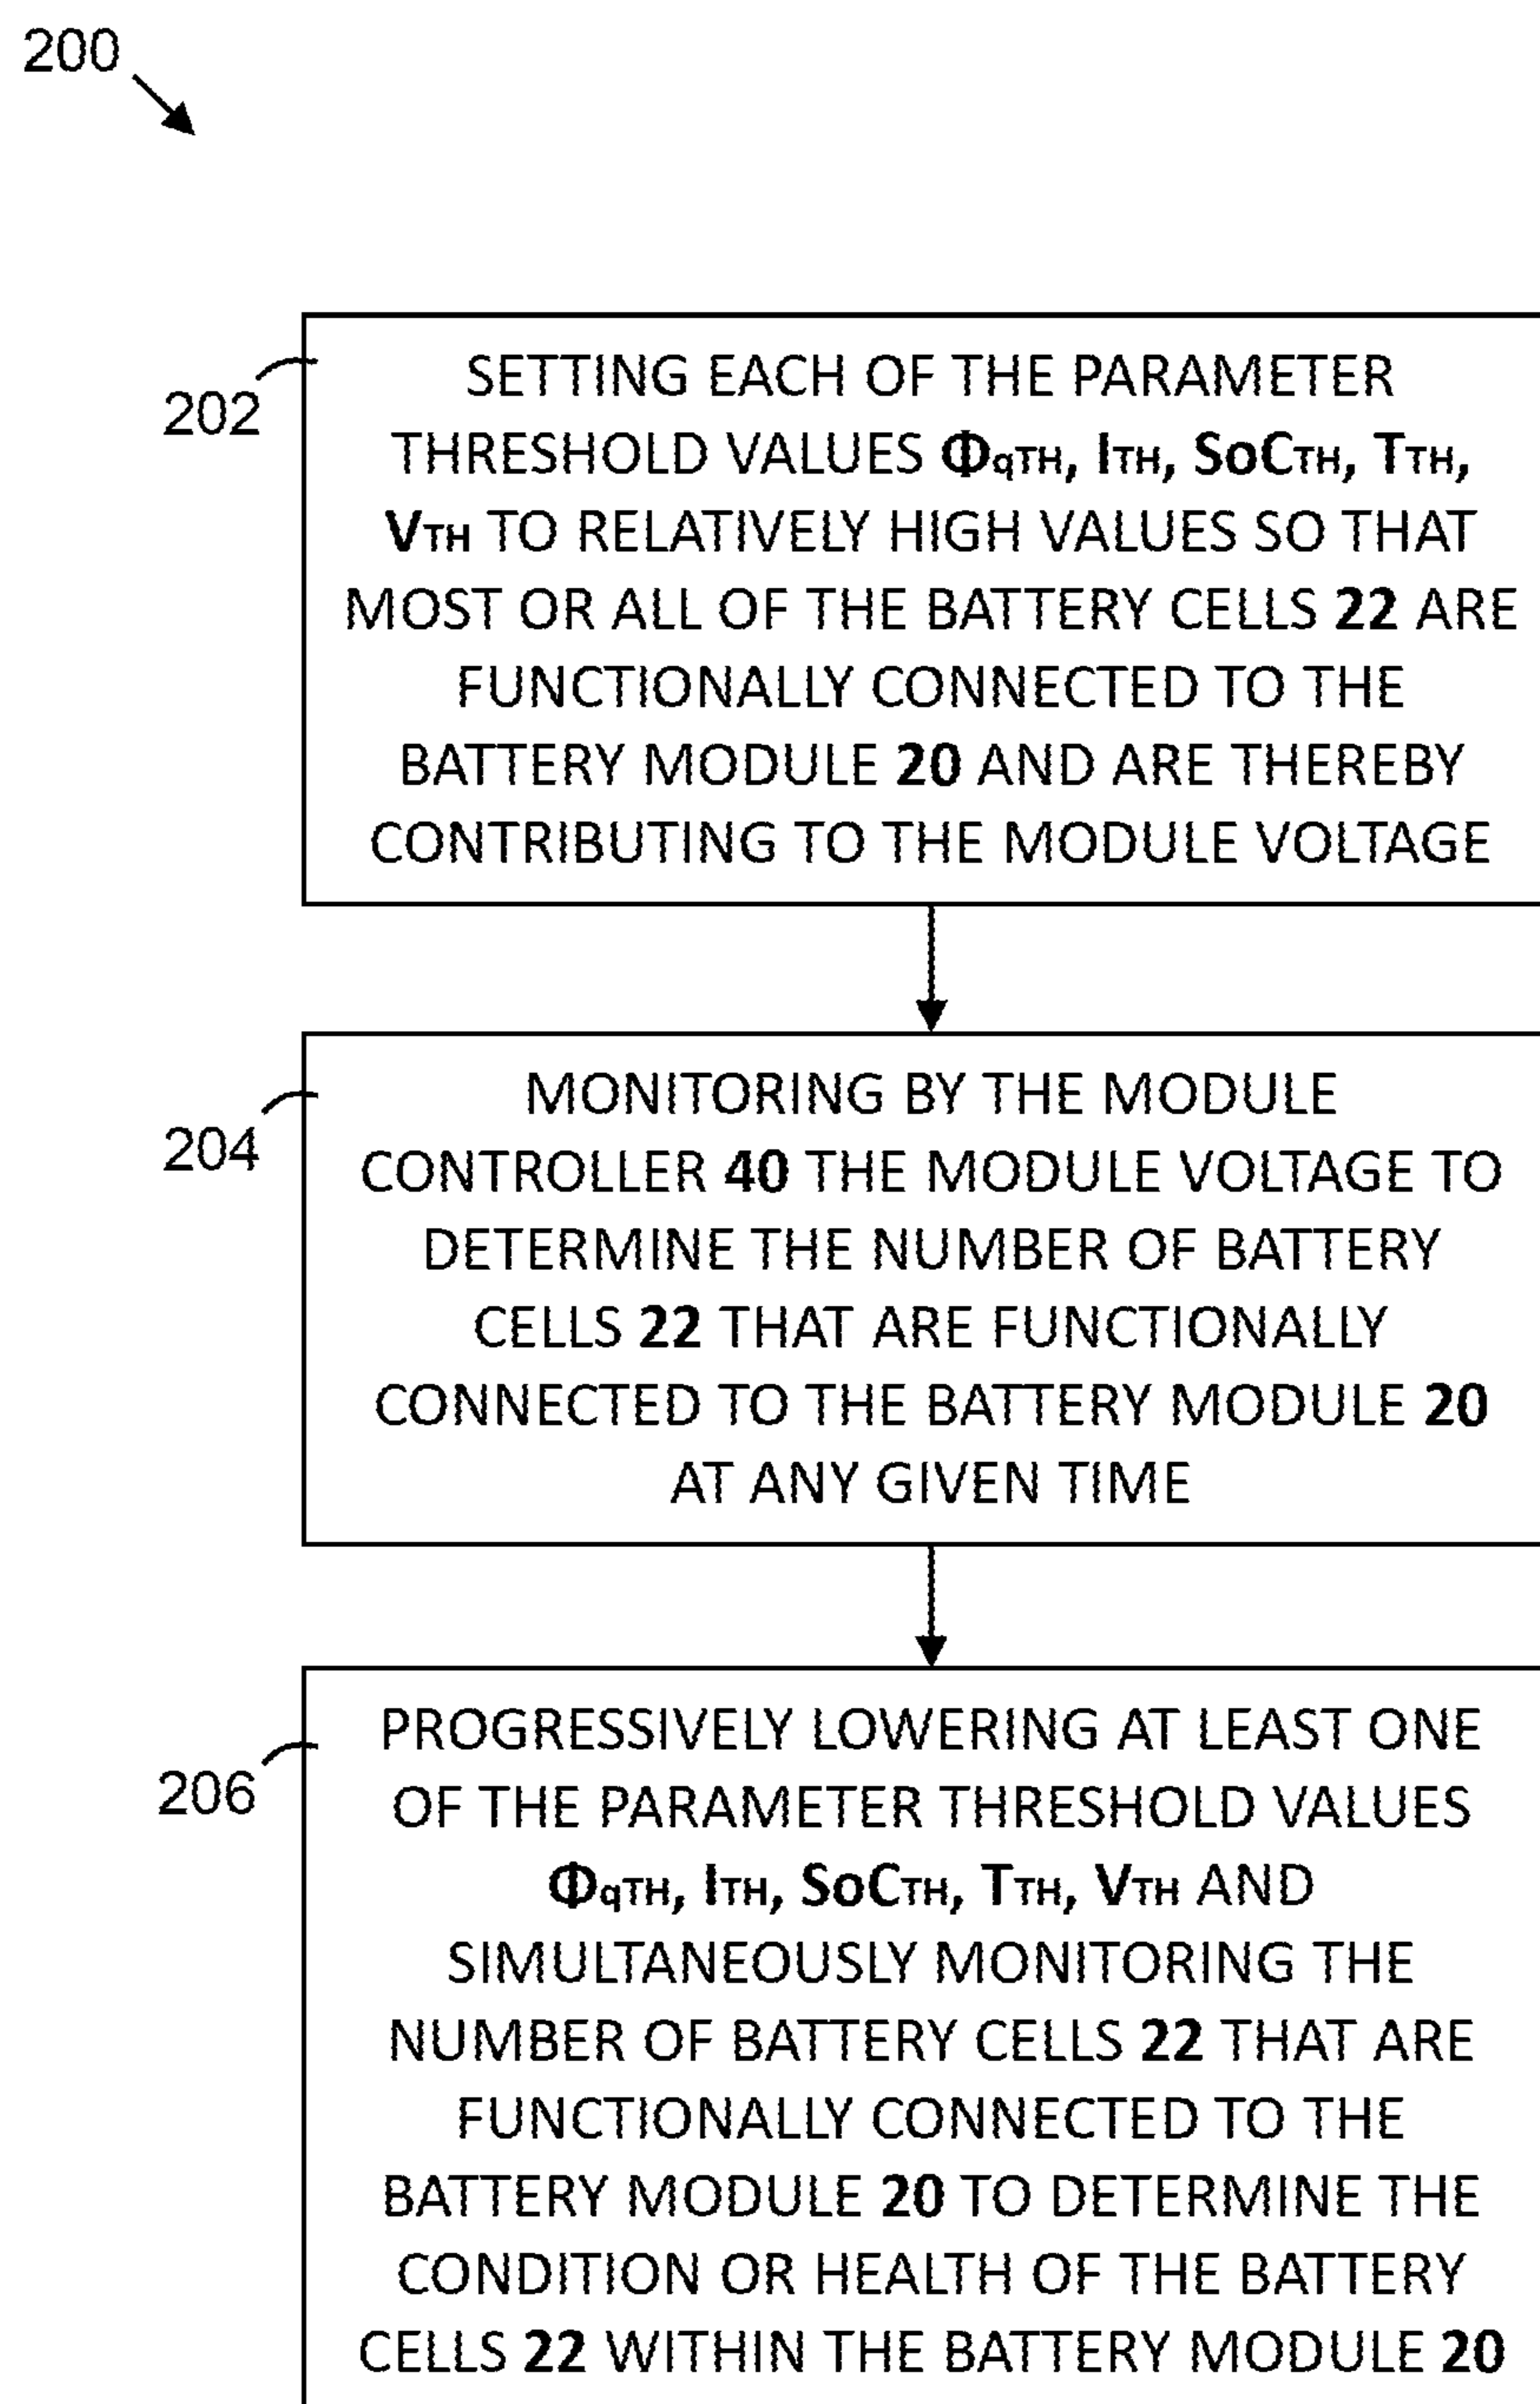 200
202
SETTING EACH OF THE PARAMETER
THRESHOLD VALUES ΦqTH, ITH, SoCTH, TTH,
VTH TO RELATIVELY HIGH VALUES SO THAT
MOST OR ALL OF THE BATTERY CELLS 22 ARE
FUNCTIONALLY CONNECTED TO THE
BATTERY MODULE 20 AND ARE THEREBY
CONTRIBUTING TO THE MODULE VOLTAGE
204
MONITORING BY THE MODULE
CONTROLLER 40 THE MODULE VOLTAGE TO
DETERMINE THE NUMBER OF BATTERY
CELLS 22 THAT ARE FUNCTIONALLY
CONNECTED TO THE BATTERY MODULE 20
AT ANY GIVEN TIME
206
PROGRESSIVELY LOWERING AT LEAST ONE
OF THE PARAMETER THRESHOLD VALUES
ΦqTH, ITH, SoCTH, TTH, VTH AND
SIMULTANEOUSLY MONITORING THE
NUMBER OF BATTERY CELLS 22 THAT ARE
FUNCTIONALLY CONNECTED TO THE
BATTERY MODULE 20 TO DETERMINE THE
CONDITION OR HEALTH OF THE BATTERY
CELLS 22 WITHIN THE BATTERY MODULE 20